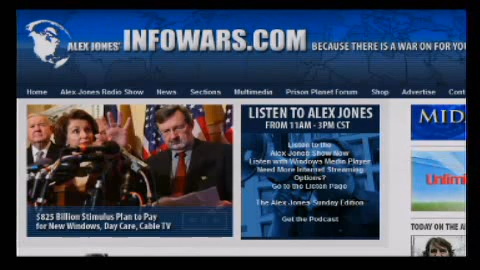 ALEX JONES' INFOWARS.COM BECAUSE THERE IS A WAR ON FOR YOU
Home Alex Jones Radio Show News Sections Multimedia Prison Planet Forum Shop Advertise Cont
LISTEN TO ALEX JONES
FROM 11AM - 3PM CST
Listen to the
Alex Jones Show Now
Listen with Windows Media Player
Need More Internet Streaming
Options?
Go to the Listen Page
The Alex Jones Sunday Edition
Get the Podcast
$825 Billion Stimulus Plan to Pay
for New Windows, Day Care, Cable TV
MID
Unlimi
TODAY ON THE A